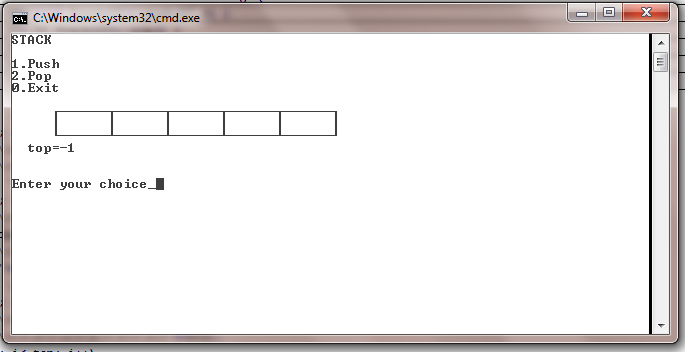 C:\Windows\system32\cmd.exe
STACK
1.Push
2.Pop
0.Exit
top=-1
Enter your choice_